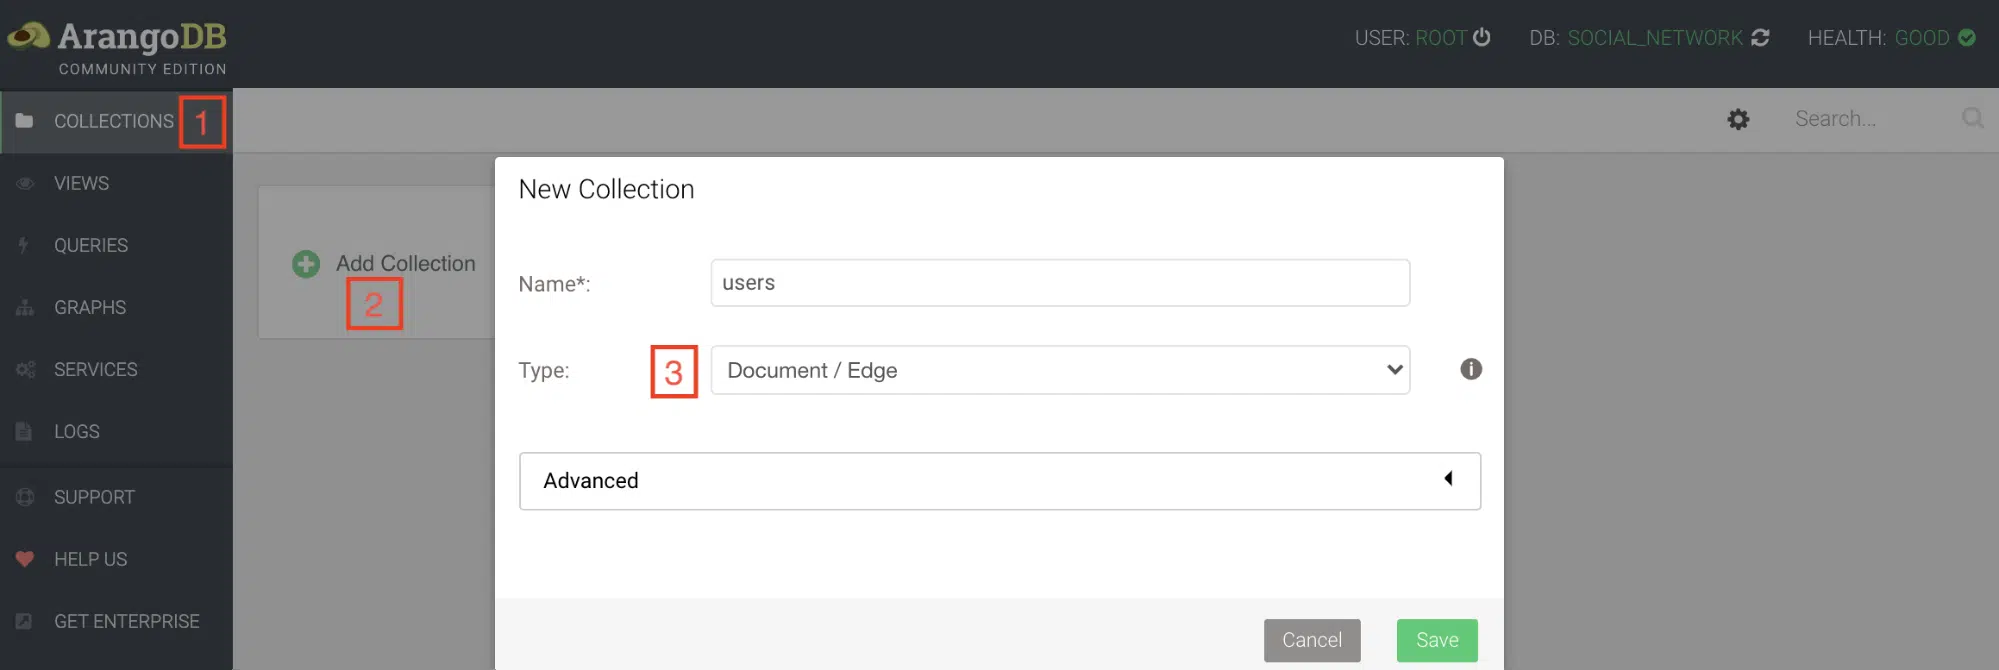 ArangoDB
COMMUNITY EDITION
USER: ROOT
DB: SOCIAL_NETWORK
HEALTH: GOOD
COLLECTIONS
1
Search...
VIEWS
QUERIES
GRAPHS
SERVICES
LOGS
SUPPORT
HELP US
GET ENTERPRISE
Add Collection
2
New Collection
Name*:
users
Type:
3
Document / Edge
Advanced
Cancel
Save